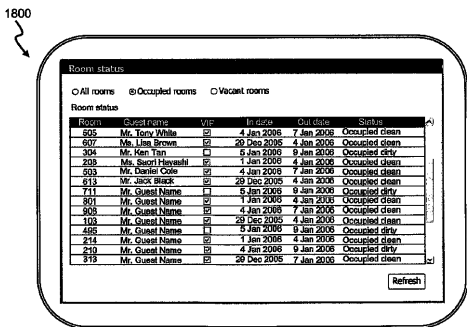 1800
Room status
All rooms Occupied rooms Vacant rooms
Room status
Room Guest name VIP In date Out date Status
505 Mr. Tony White 4 Jan 2006 7 Jan 2006 Occupied clean
607 Ms. Lisa Brown 29 Dec 2005 4 Jan 2006 Occupied clean
304 Mr. Ken Tan 5 Jan 2006 9 Jan 2006 Occupied dirty
208 Ms. Saori Hayashi 1 Jan 2006 4 Jan 2006 Occupied clean
503 Mr. Daniel Cole 4 Jan 2006 7 Jan 2006 Occupied clean
613 Mr. Jack Black 29 Dec 2005 4 Jan 2006 Occupied clean
711 Mr. Guest Name 5 Jan 2006 9 Jan 2006 Occupied dirty
801 Mr. Guest Name 1 Jan 2006 4 Jan 2006 Occupied clean
906 Mr. Guest Name 4 Jan 2006 7 Jan 2006 Occupied clean
103 Mr. Guest Name 29 Dec 2005 4 Jan 2006 Occupied clean
495 Mr. Guest Name 5 Jan 2006 9 Jan 2006 Occupied dirty
214 Mr. Guest Name 1 Jan 2006 4 Jan 2006 Occupied clean
210 Mr. Guest Name 4 Jan 2006 9 Jan 2006 Occupied dirty
313 Mr. Guest Name 29 Dec 2005 7 Jan 2006 Occupied clean
Refresh